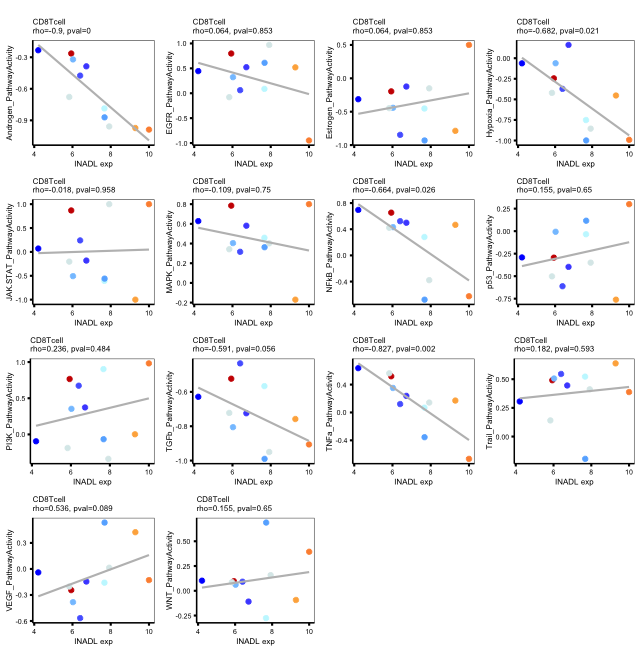 CD8Tcell
rho=-0.9, pval=0
Androgen_PathwayActivity
-0.3
-0.6
-0.9
4 6 8 10
INADL exp
CD8Tcell
rho=0.064, pval=0.853
EGFR_PathwayActivity
1.0
0.5
0.0
-0.5
-1.0
4 6 8 10
INADL exp
CD8Tcell
rho=0.064, pval=0.853
Estrogen_PathwayActivity
0.5
0.0
-0.5
-1.0
4 6 8 10
INADL exp
CD8Tcell
rho=-0.682, pval=0.021
Hypoxia_PathwayActivity
0.00
-0.25
-0.50
-0.75
-1.00
4 6 8 10
INADL exp
CD8Tcell
rho=-0.018, pval=0.958
JAK.STAT_PathwayActivity
1.0
0.5
0.0
-0.5
-1.0
4 6 8 10
INADL exp
CD8Tcell
rho=-0.109, pval=0.75
MAPK_PathwayActivity
0.8
0.6
0.4
0.2
0.0
-0.2
4 6 8 10
INADL exp
CD8Tcell
rho=-0.664, pval=0.026
NFkB_PathwayActivity
0.8
0.4
0.0
-0.4
4 6 8 10
INADL exp
CD8Tcell
rho=0.155, pval=0.65
p53_PathwayActivity
0.25
0.00
-0.25
-0.50
-0.75
4 6 8 10
INADL exp
CD8Tcell
rho=0.236, pval=0.484
PI3K_PathwayActivity
1.0
0.5
0.0
4 6 8 10
INADL exp
CD8Tcell
rho=-0.591, pval=0.056
TGFb_PathwayActivity
-0.6
-0.8
-1.0
4 6 8 10
INADL exp
CD8Tcell
rho=-0.827, pval=0.002
TNFa_PathwayActivity
0.4
0.0
-0.4
4 6 8 10
INADL exp
CD8Tcell
rho=0.182, pval=0.593
Trail_PathwayActivity
0.50
0.25
0.00
4 6 8 10
INADL exp
CD8Tcell
rho=0.536, pval=0.089
VEGF_PathwayActivity
0.3
0.0
-0.3
-0.6
4 6 8 10
INADL exp
CD8Tcell
rho=0.155, pval=0.65
WNT_PathwayActivity
0.50
0.25
0.00
-0.25
4 6 8 10
INADL exp